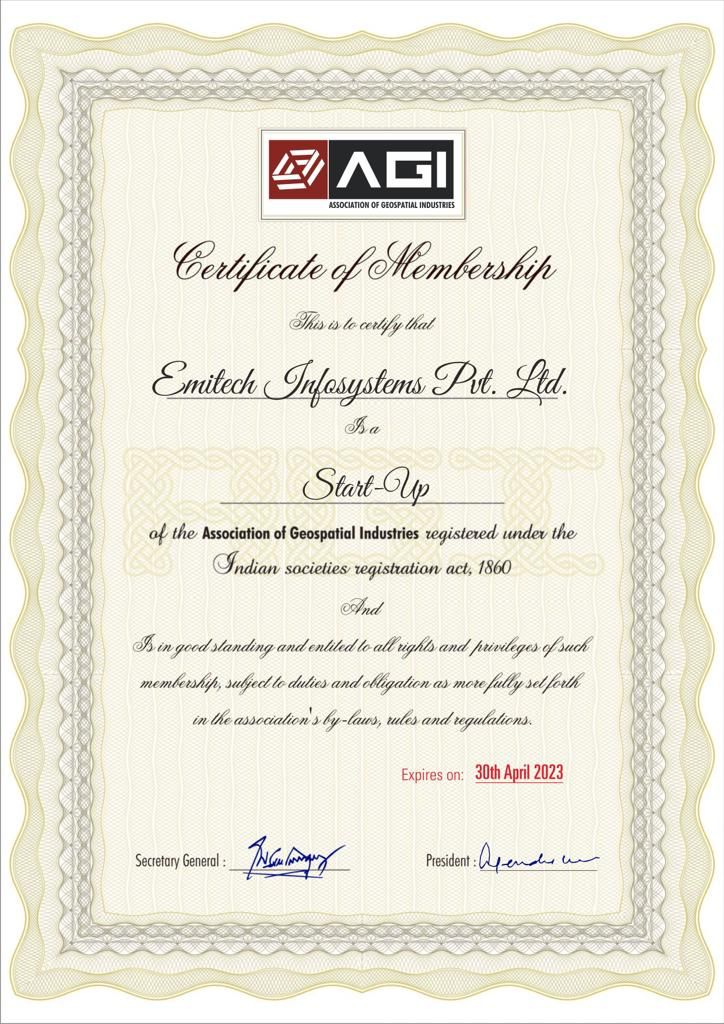 AGI
ASSOCIATION OF GEOSPATIAL INDUSTRIES
Certificate of Membership
This is to certify that
Emitech Infosystems Pvt. Ltd.
Is a
Start-Up
of the Association of Geospatial Industries registered under the
Indian societies registration act, 1860
And
Is in good standing and entitled to all rights and privileges of such
membership, subject to duties and obligation as more fully set forth
in the association's by-laws, rules and regulations.
Expires on: 30th April 2023
Secretary General : President :